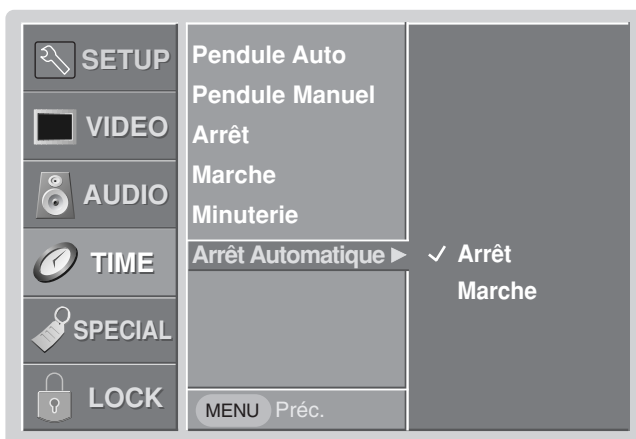 SETUP
VIDEO
AUDIO
TIME
SPECIAL
LOCK
Pendule Auto
Pendule Manuel
Arrêt
Marche
Minuterie
Arrêt Automatique
MENU Préc.
Arrêt
Marche